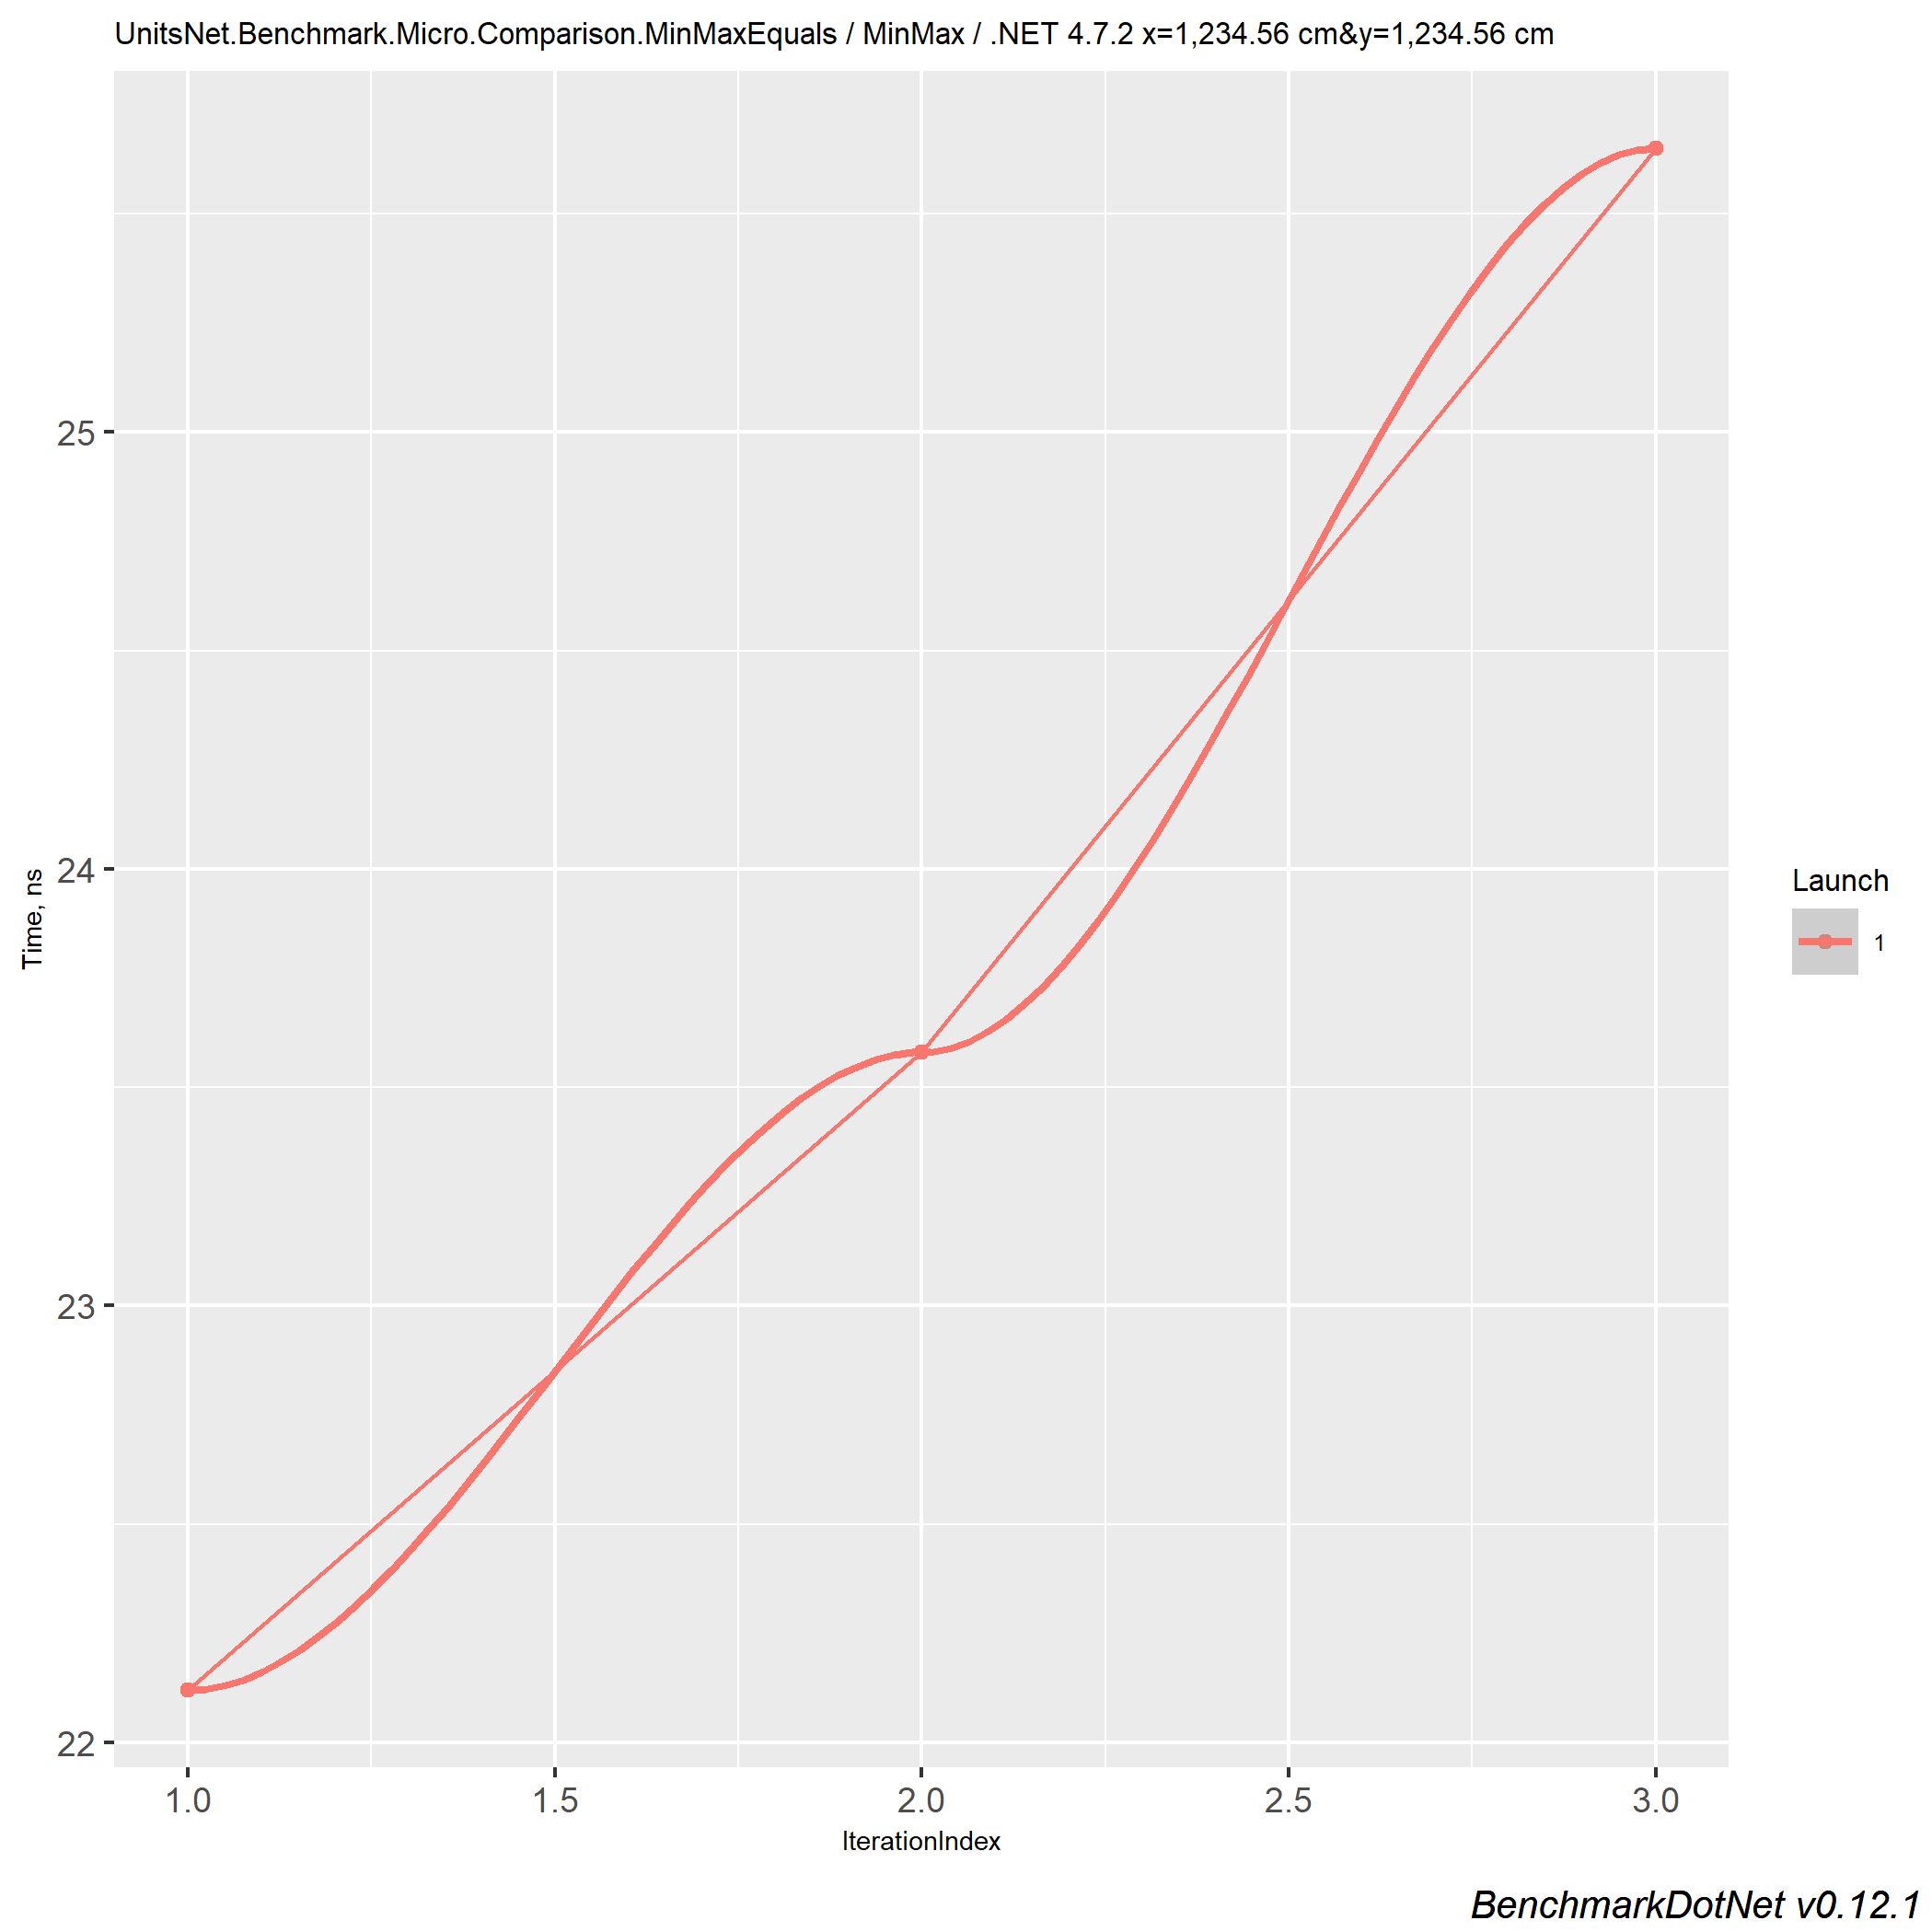 UnitsNet.Benchmark.Micro.Comparison.MinMaxEquals / MinMax / .NET 4.7.2 x=1,234.56 cm&y=1,234.56 cm
25
24
23
22
Time, ns
1.0 1.5 2.0 2.5 3.0
IterationIndex
Launch
1
BenchmarkDotNet v0.12.1